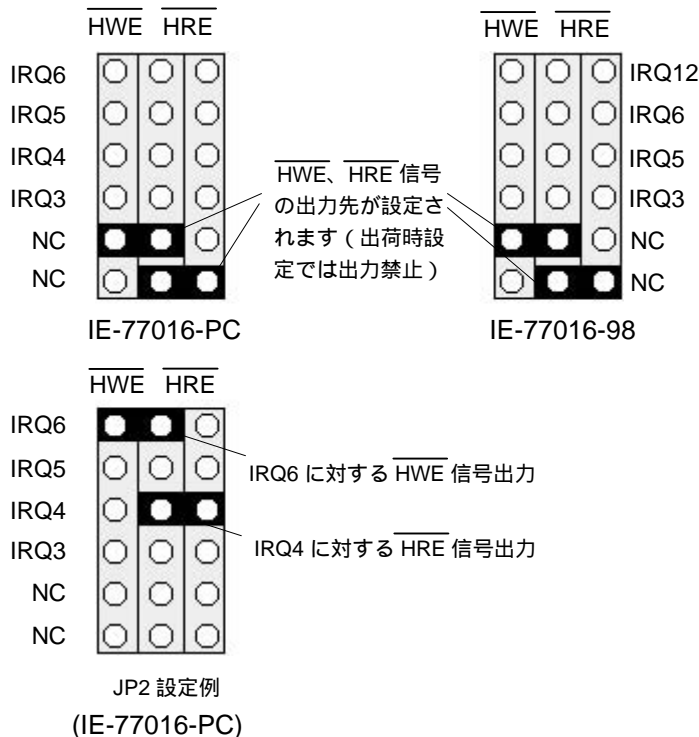 HWE HRE
IRQ6
IRQ5
IRQ4
IRQ3
NC
NC
IE-77016-PC
HWE、HRE 信号
の出力先が設定さ
れます（出荷時設
定では出力禁止）
HWE HRE
IRQ12
IRQ6
IRQ5
IRQ3
NC
NC
IE-77016-98
HWE HRE
IRQ6
IRQ5
IRQ4
IRQ3
NC
NC
IRQ6 に対する HWE 信号出力
IRQ4 に対する HRE 信号出力
JP2 設定例
(IE-77016-PC)